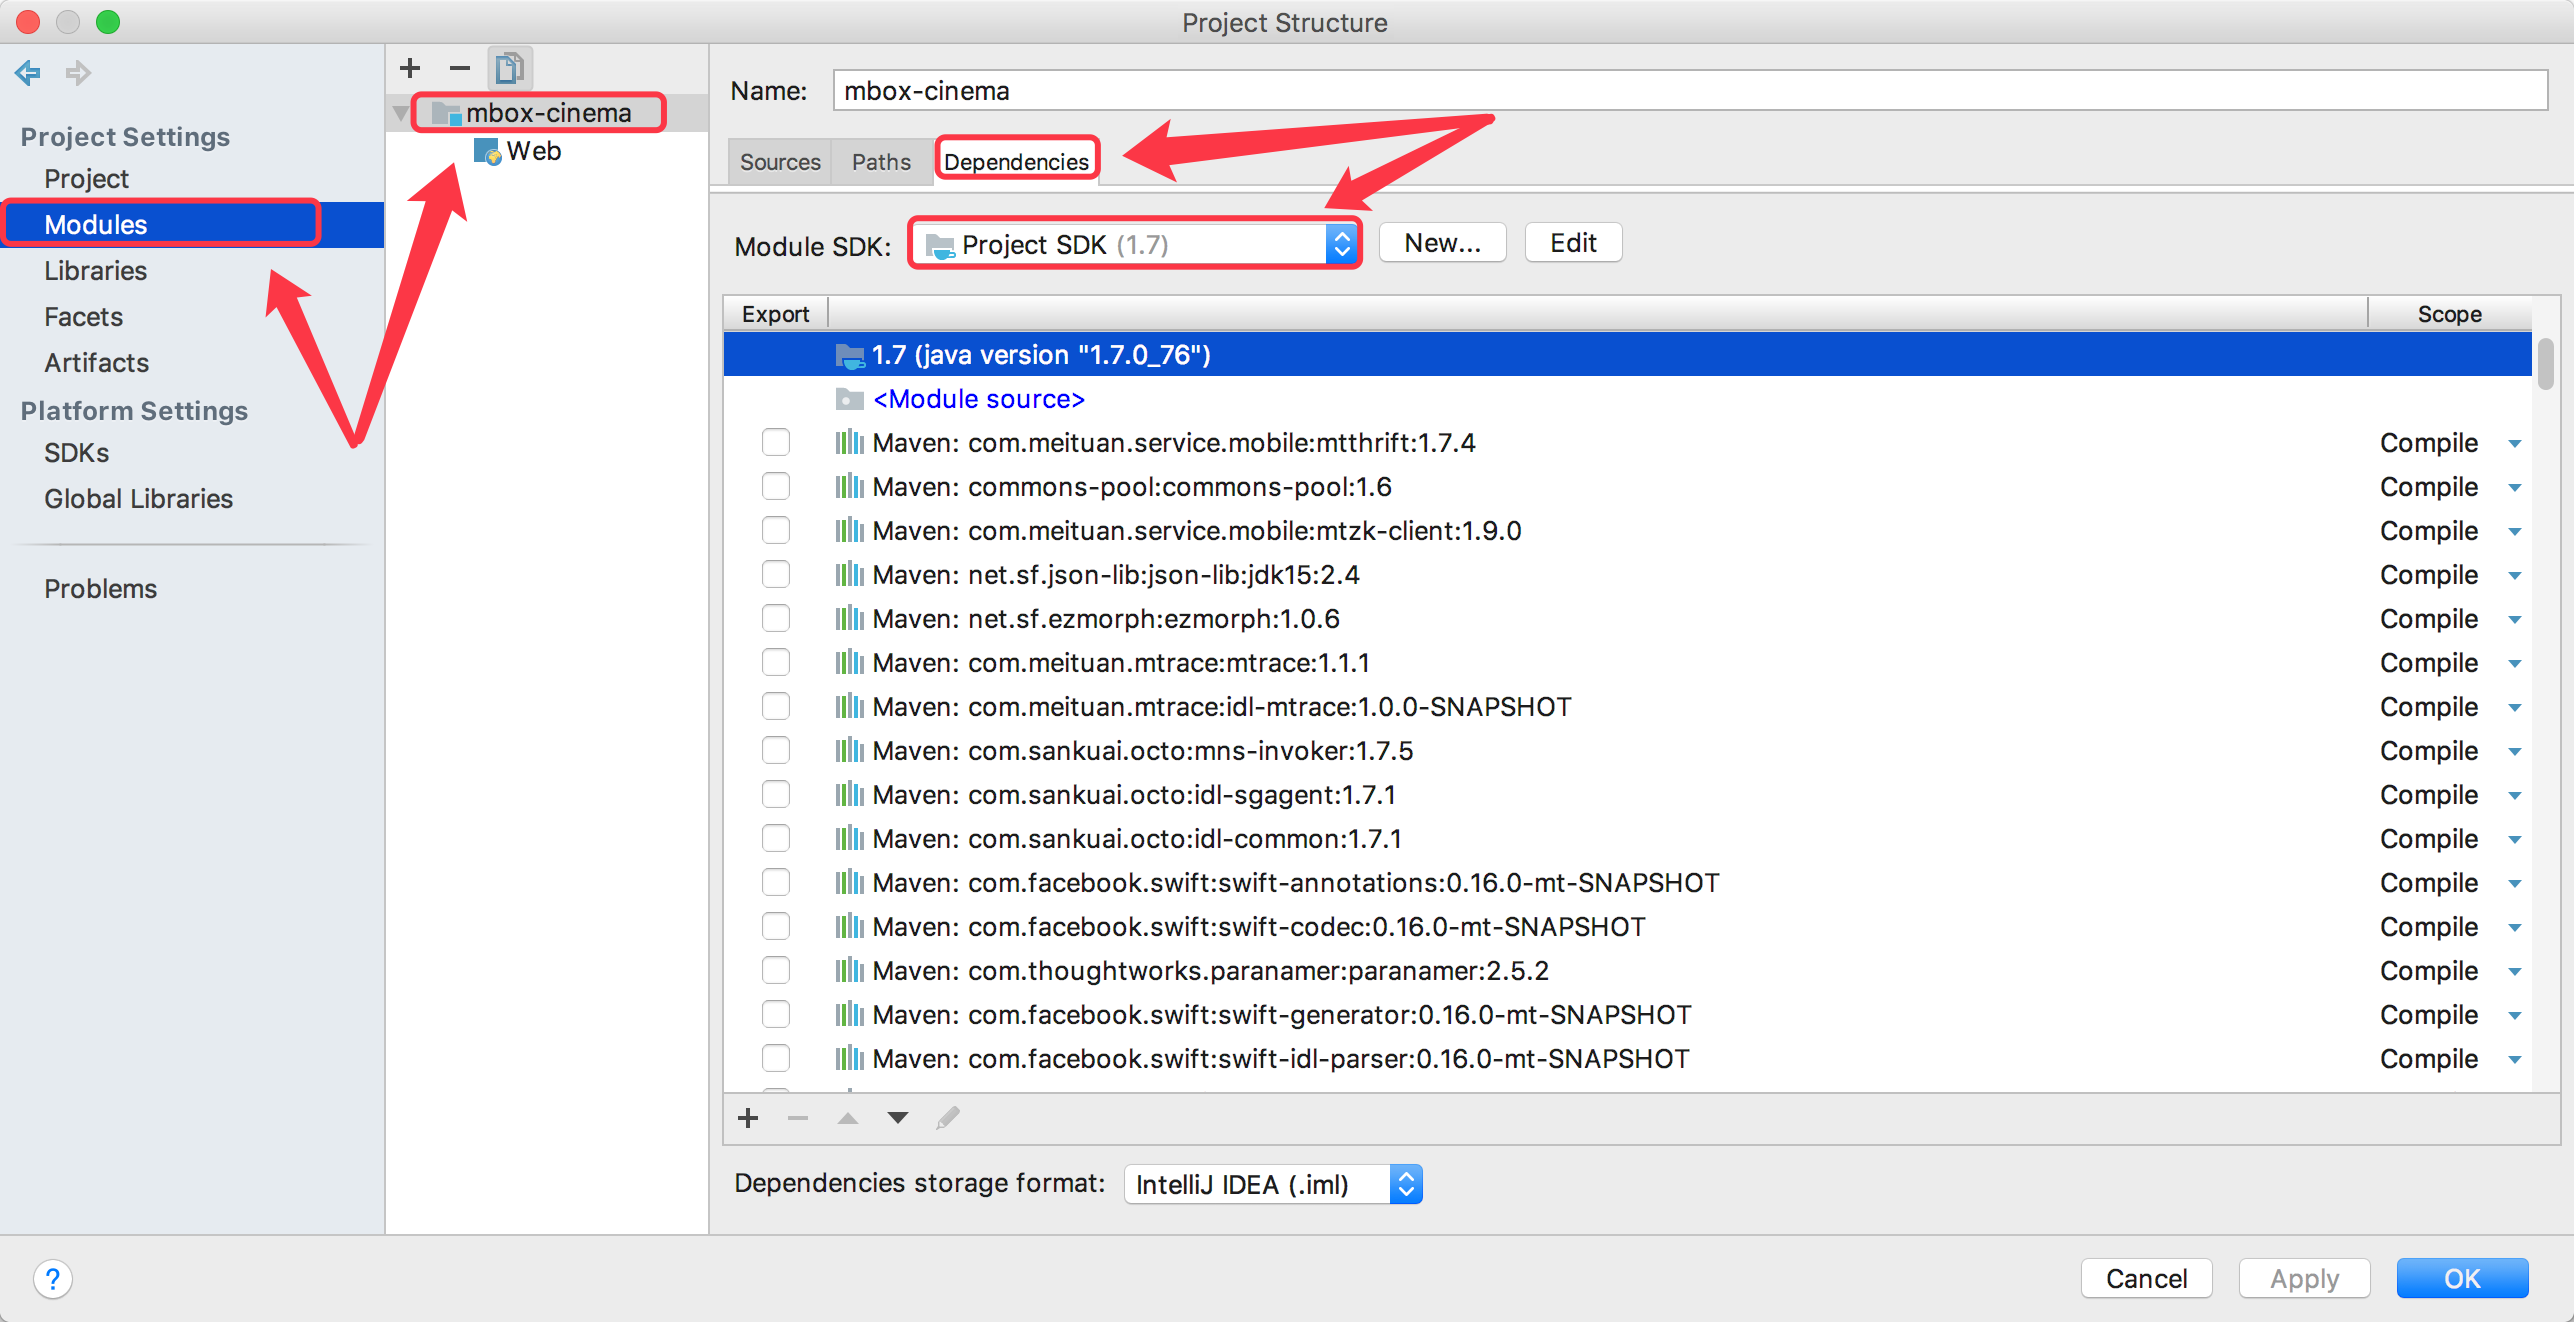 Project Structure
Project Settings
Project
Modules
Libraries
Facets
Artifacts
Platform Settings
SDKs
Global Libraries
Problems
mbox-cinema
Web
Name: mbox-cinema
Sources Paths Dependencies
Module SDK: Project SDK (1.7) New... Edit
Export Scope
1.7 (java version "1.7.0_76")
<Module source>
Maven: com.meituan.service.mobile:mtthrift:1.7.4 Compile
Maven: commons-pool:commons-pool:1.6 Compile
Maven: com.meituan.service.mobile:mtzk-client:1.9.0 Compile
Maven: net.sf.json-lib:json-lib:jdk15:2.4 Compile
Maven: net.sf.ezmorph:ezmorph:1.0.6 Compile
Maven: com.meituan.mtrace:mtrace:1.1.1 Compile
Maven: com.meituan.mtrace:idl-mtrace:1.0.0-SNAPSHOT Compile
Maven: com.sankuai.octo:mns-invoker:1.7.5 Compile
Maven: com.sankuai.octo:idl-sgagent:1.7.1 Compile
Maven: com.sankuai.octo:idl-common:1.7.1 Compile
Maven: com.facebook.swift:swift-annotations:0.16.0-mt-SNAPSHOT Compile
Maven: com.facebook.swift:swift-codec:0.16.0-mt-SNAPSHOT Compile
Maven: com.thoughtworks.paranamer:paranamer:2.5.2 Compile
Maven: com.facebook.swift:swift-generator:0.16.0-mt-SNAPSHOT Compile
Maven: com.facebook.swift:swift-idl-parser:0.16.0-mt-SNAPSHOT Compile
Dependencies storage format: IntelliJ IDEA (.iml)
? Cancel Apply OK